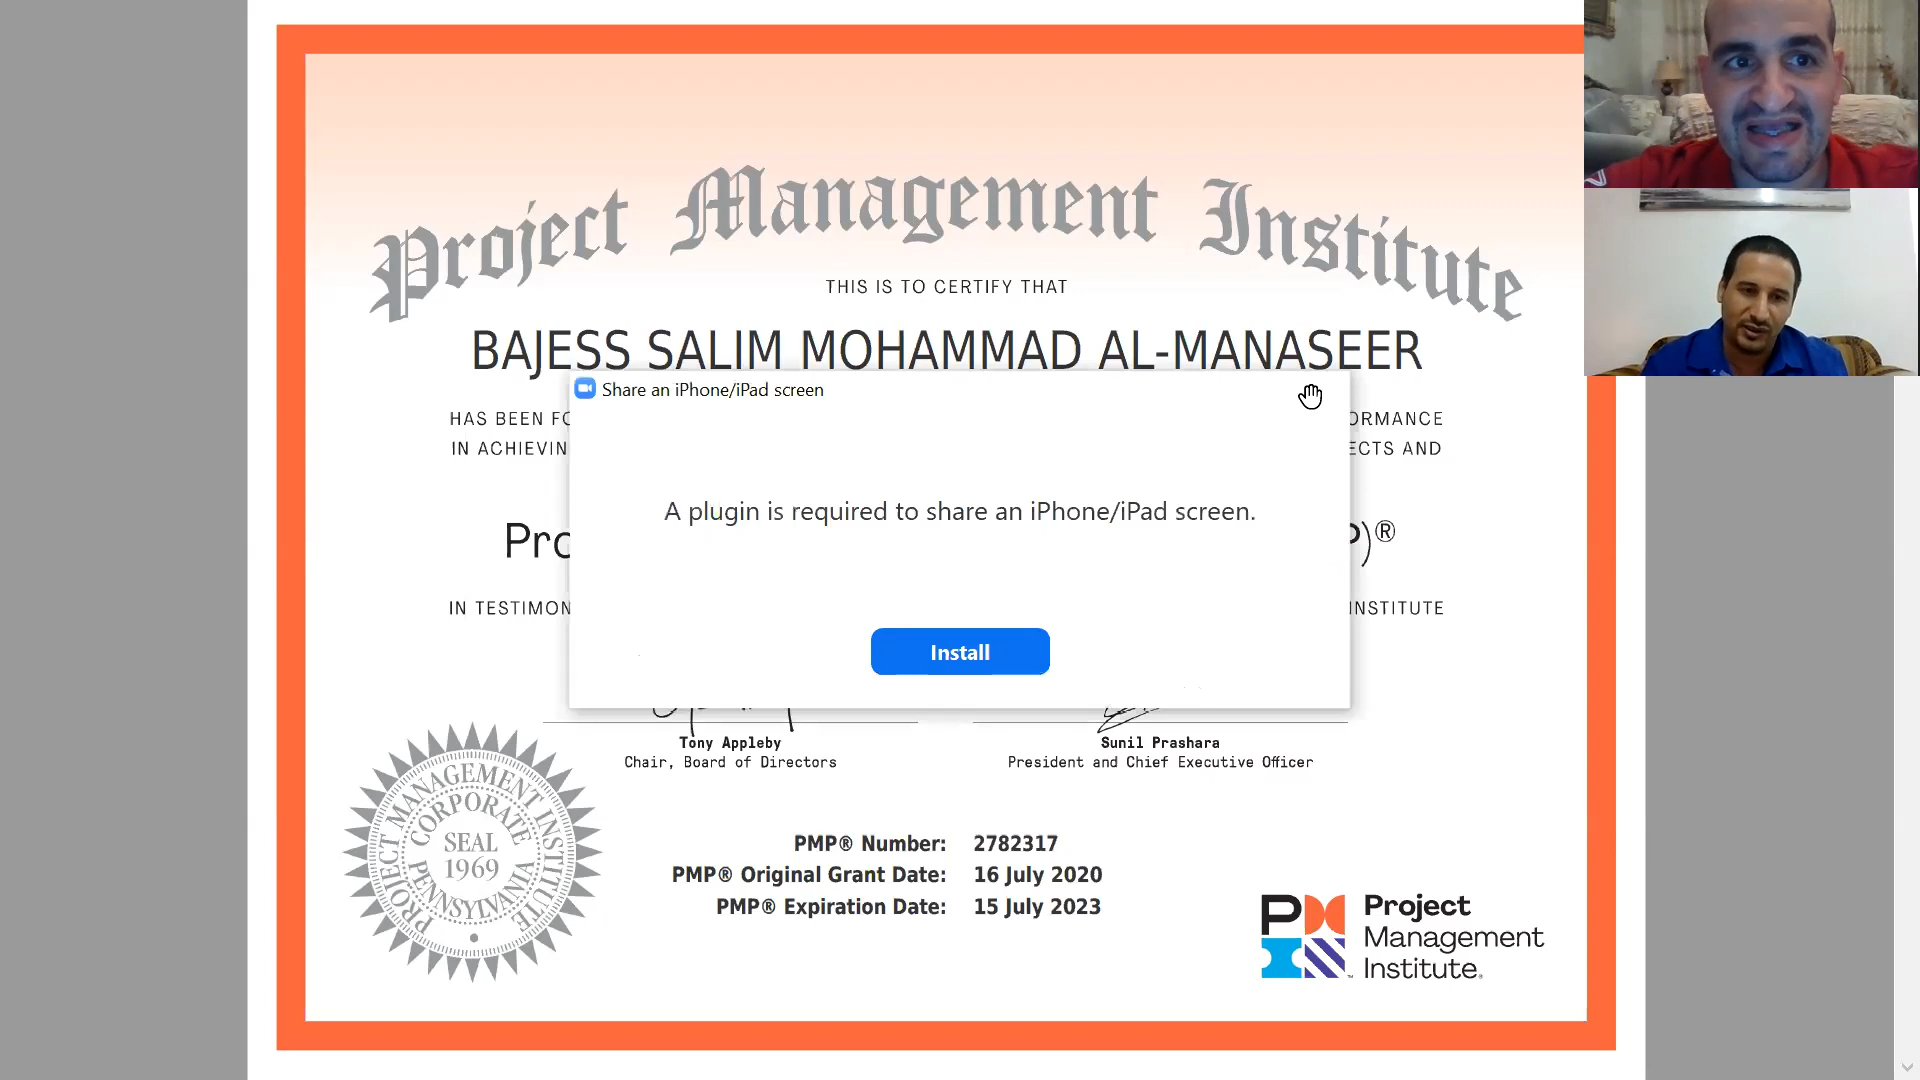 Project Management Institute
THIS IS TO CERTIFY THAT
BAJESS SALIM MOHAMMAD AL-MANASEER
Share an iPhone/iPad screen
HAS BEEN
ORMANCE
IN ACHIEVIN
ECTS AND
A plugin is required to share an iPhone/iPad screen.
Pro
P)®
IN TESTIMON
INSTITUTE
Install
Tony Appleby
Chair, Board of Directors
Sunil Prashara
President and Chief Executive Officer
PROJECT MANAGEMENT INSTITUTE
CORPORATE
SEAL
1969
PENNSYLVANIA
PMP® Number: 2782317
PMP® Original Grant Date: 16 July 2020
PMP® Expiration Date: 15 July 2023
Project
Management
Institute.